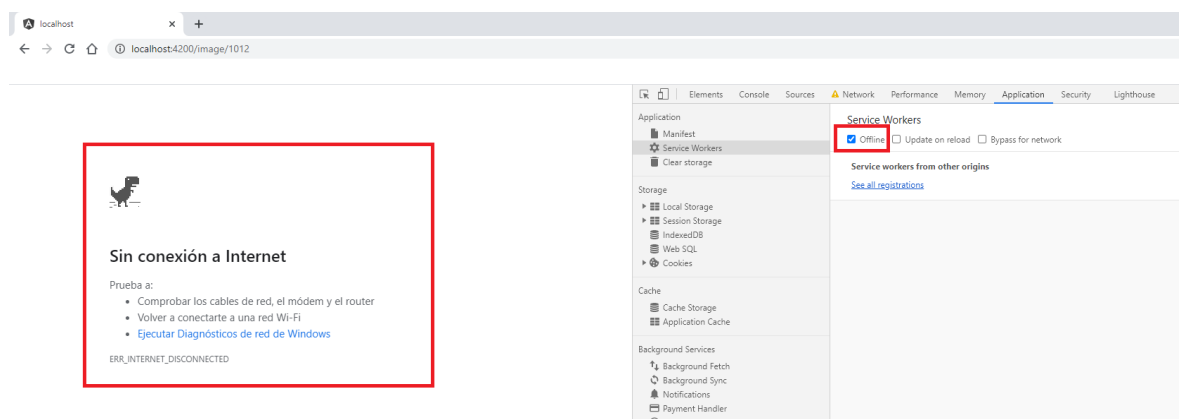 localhost
localhost:4200/image/1012
Elements Console Sources Network Performance Memory Application Security Lighthouse
Sin conexión a Internet
Prueba a:
Comprobar los cables de red, el módem y el router
Volver a conectarte a una red Wi-Fi
Ejecutar Diagnósticos de red de Windows
ERR_INTERNET_DISCONNECTED
Application
Manifest
Service Workers
Clear storage
Storage
Local Storage
Session Storage
IndexedDB
Web SQL
Cookies
Cache
Cache Storage
Application Cache
Background Services
Background Fetch
Background Sync
Notifications
Payment Handler
Service Workers
Offline Update on reload Bypass for network
Service workers from other origins
See all registrations